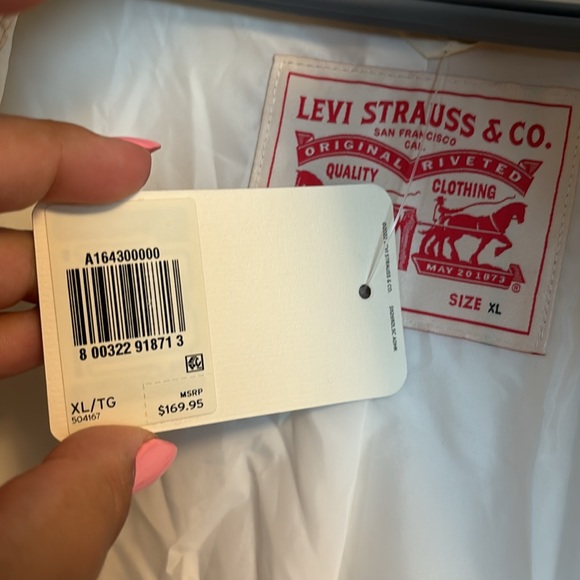 LEVI STRAUSS & CO.
SAN FRANCISCO
CAL.
ORIGINAL RIVETED
QUALITY CLOTHING
MAY 20 1873
®
SIZE XL
A164300000
8 00322 91871 3
XL/TG
504167
MSRP
$169.95